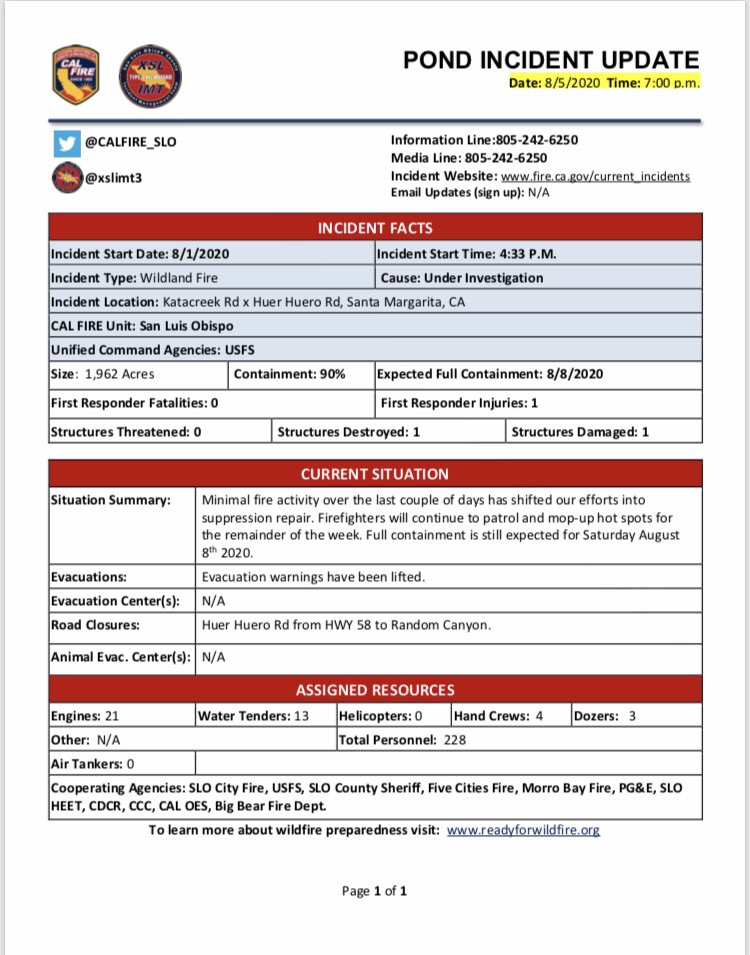 CAL
FIRE
SINCE 1885
XSL
IMT
POND INCIDENT UPDATE
Date: 8/5/2020 Time: 7:00 p.m.
@CALFIRE_SLO
@xslimt3
Information Line:805-242-6250
Media Line: 805-242-6250
Incident Website: www.fire.ca.gov/current_incidents
Email Updates (sign up): N/A
INCIDENT FACTS
Incident Start Date: 8/1/2020
Incident Start Time: 4:33 P.M.
Incident Type: Wildland Fire
Cause: Under Investigation
Incident Location: Katacreek Rd x Huer Huero Rd, Santa Margarita, CA
CAL FIRE Unit: San Luis Obispo
Unified Command Agencies: USFS
Size: 1,962 Acres
Containment: 90%
Expected Full Containment: 8/8/2020
First Responder Fatalities: 0
First Responder Injuries: 1
Structures Threatened: 0
Structures Destroyed: 1
Structures Damaged: 1
CURRENT SITUATION
Situation Summary:
Minimal fire activity over the last couple of days has shifted our efforts into
suppression repair. Firefighters will continue to patrol and mop-up hot spots for
the remainder of the week. Full containment is still expected for Saturday August
8th 2020.
Evacuations:
Evacuation warnings have been lifted.
Evacuation Center(s):
N/A
Road Closures:
Huer Huero Rd from HWY 58 to Random Canyon.
Animal Evac. Center(s):
N/A
ASSIGNED RESOURCES
Engines: 21
Water Tenders: 13
Helicopters: 0
Hand Crews: 4
Dozers: 3
Other: N/A
Total Personnel: 228
Air Tankers: 0
Cooperating Agencies: SLO City Fire, USFS, SLO County Sheriff, Five Cities Fire, Morro Bay Fire, PG&E, SLO
HEET, CDCR, CCC, CAL OES, Big Bear Fire Dept.
To learn more about wildfire preparedness visit: www.readyforwildfire.org
Page 1 of 1